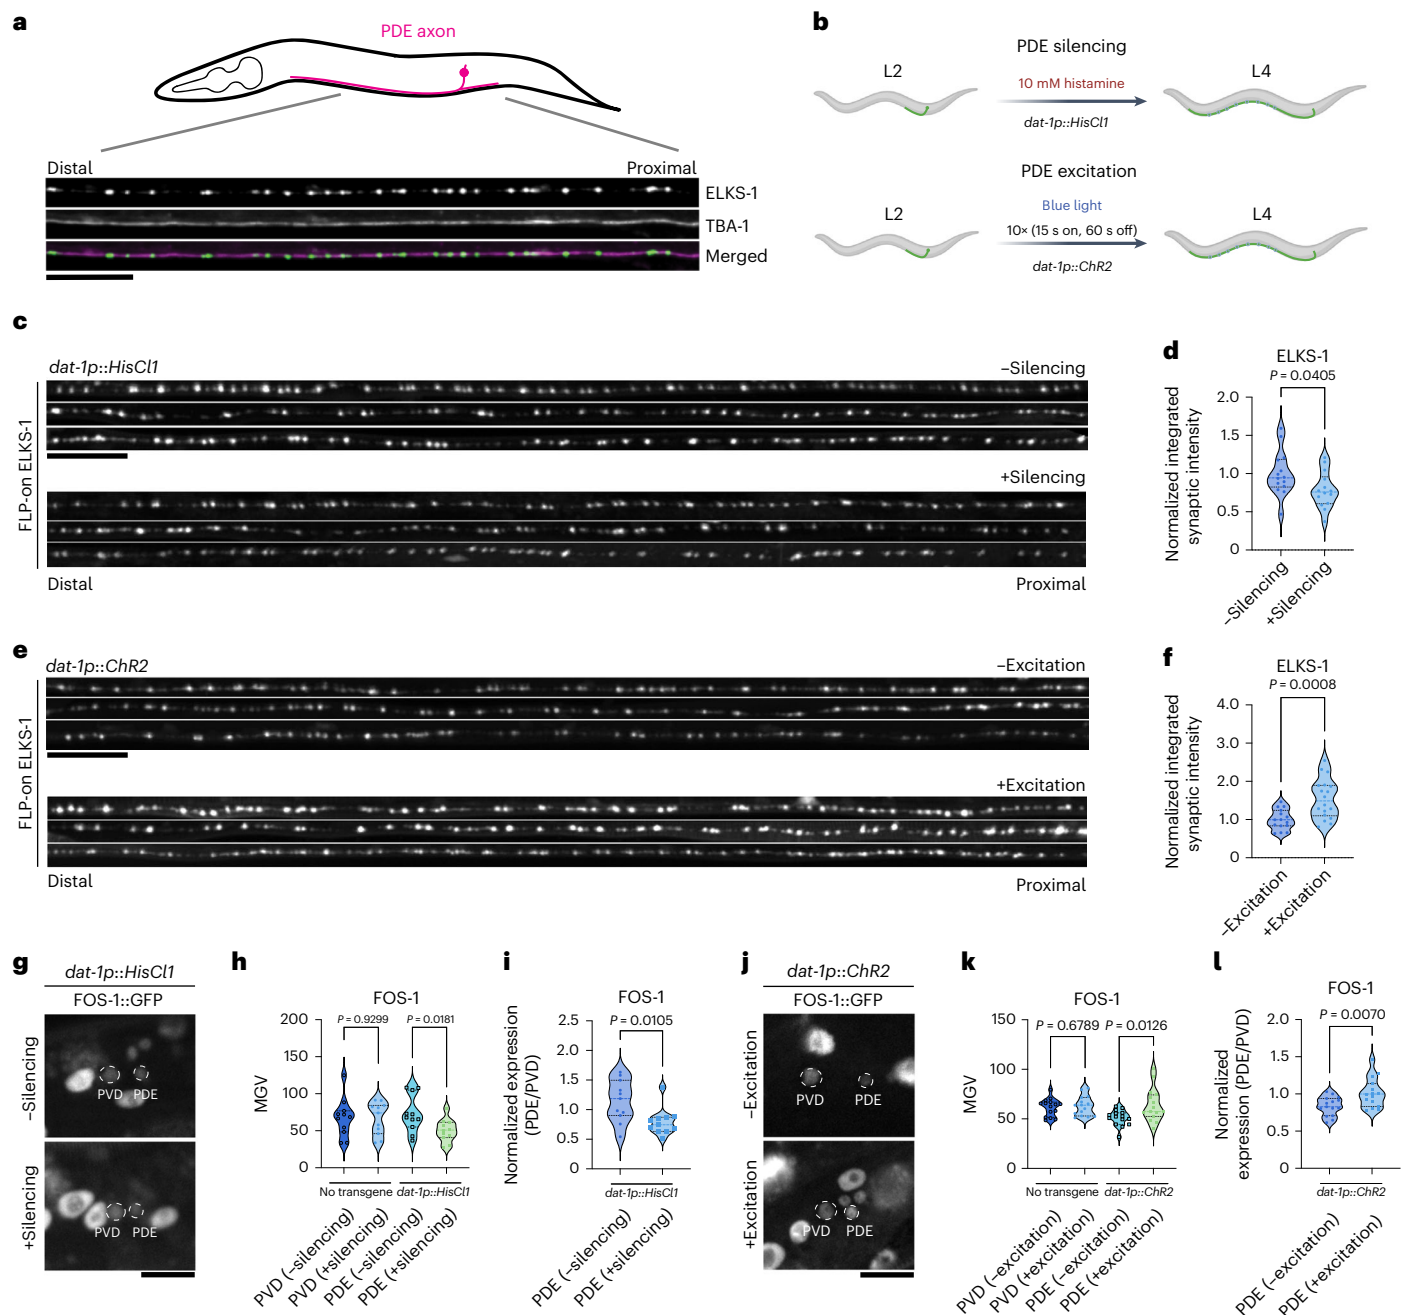 a
PDE axon
Distal
Proximal
ELKS-1
TBA-1
Merged
b
PDE silencing
L2
10 mM histamine
L4
dat-1p::HisCl1
PDE excitation
L2
Blue light
L4
10× (15 s on, 60 s off)
dat-1p::ChR2
c
dat-1p::HisCl1
–Silencing
FLP-on ELKS-1
+Silencing
Distal
Proximal
d
ELKS-1
P = 0.0405
Normalized integrated
synaptic intensity
2.0
1.5
1.0
0.5
0
–Silencing
+Silencing
e
dat-1p::ChR2
–Excitation
FLP-on ELKS-1
+Excitation
Distal
Proximal
f
ELKS-1
P = 0.0008
Normalized integrated
synaptic intensity
4.0
3.0
2.0
1.0
0
–Excitation
+Excitation
g
dat-1p::HisCl1
FOS-1::GFP
–Silencing
PVD
PDE
+Silencing
PVD
PDE
h
FOS-1
P = 0.9299
P = 0.0181
MGV
200
150
100
50
0
No transgene
dat-1p::HisCl1
PVD (–silencing)
PVD (+silencing)
PDE (–silencing)
PDE (+silencing)
i
FOS-1
P = 0.0105
Normalized expression
(PDE/PVD)
2.5
2.0
1.5
1.0
0.5
0
dat-1p::HisCl1
PDE (–silencing)
PDE (+silencing)
j
dat-1p::ChR2
FOS-1::GFP
–Excitation
PVD
PDE
+Excitation
PVD
PDE
k
FOS-1
P = 0.6789
P = 0.0126
MGV
150
100
50
0
No transgene
dat-1p::ChR2
PVD (–excitation)
PVD (+excitation)
PDE (–excitation)
PDE (+excitation)
l
FOS-1
P = 0.0070
Normalized
expression (PDE/PVD)
2.0
1.5
1.0
0.5
0
dat-1p::ChR2
PDE (–excitation)
PDE (+excitation)